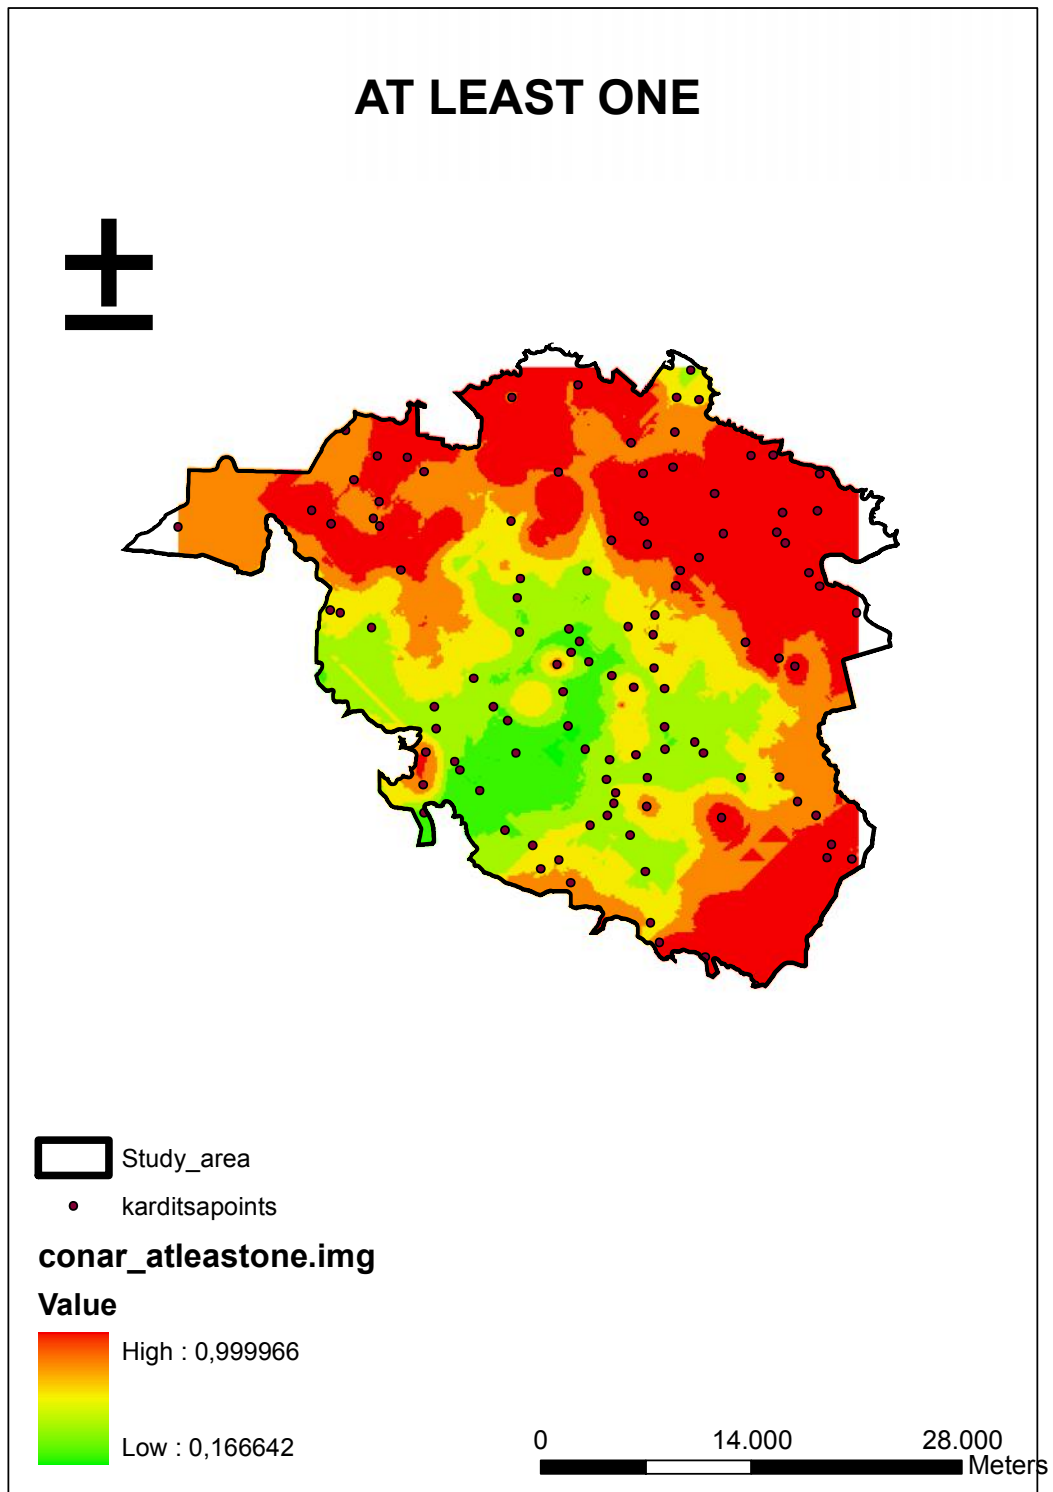 AT LEAST ONE
±
Study_area
karditsapoints
conar_atleastone.img
Value
High : 0,999966
Low : 0,166642
0 14.000 28.000
Meters